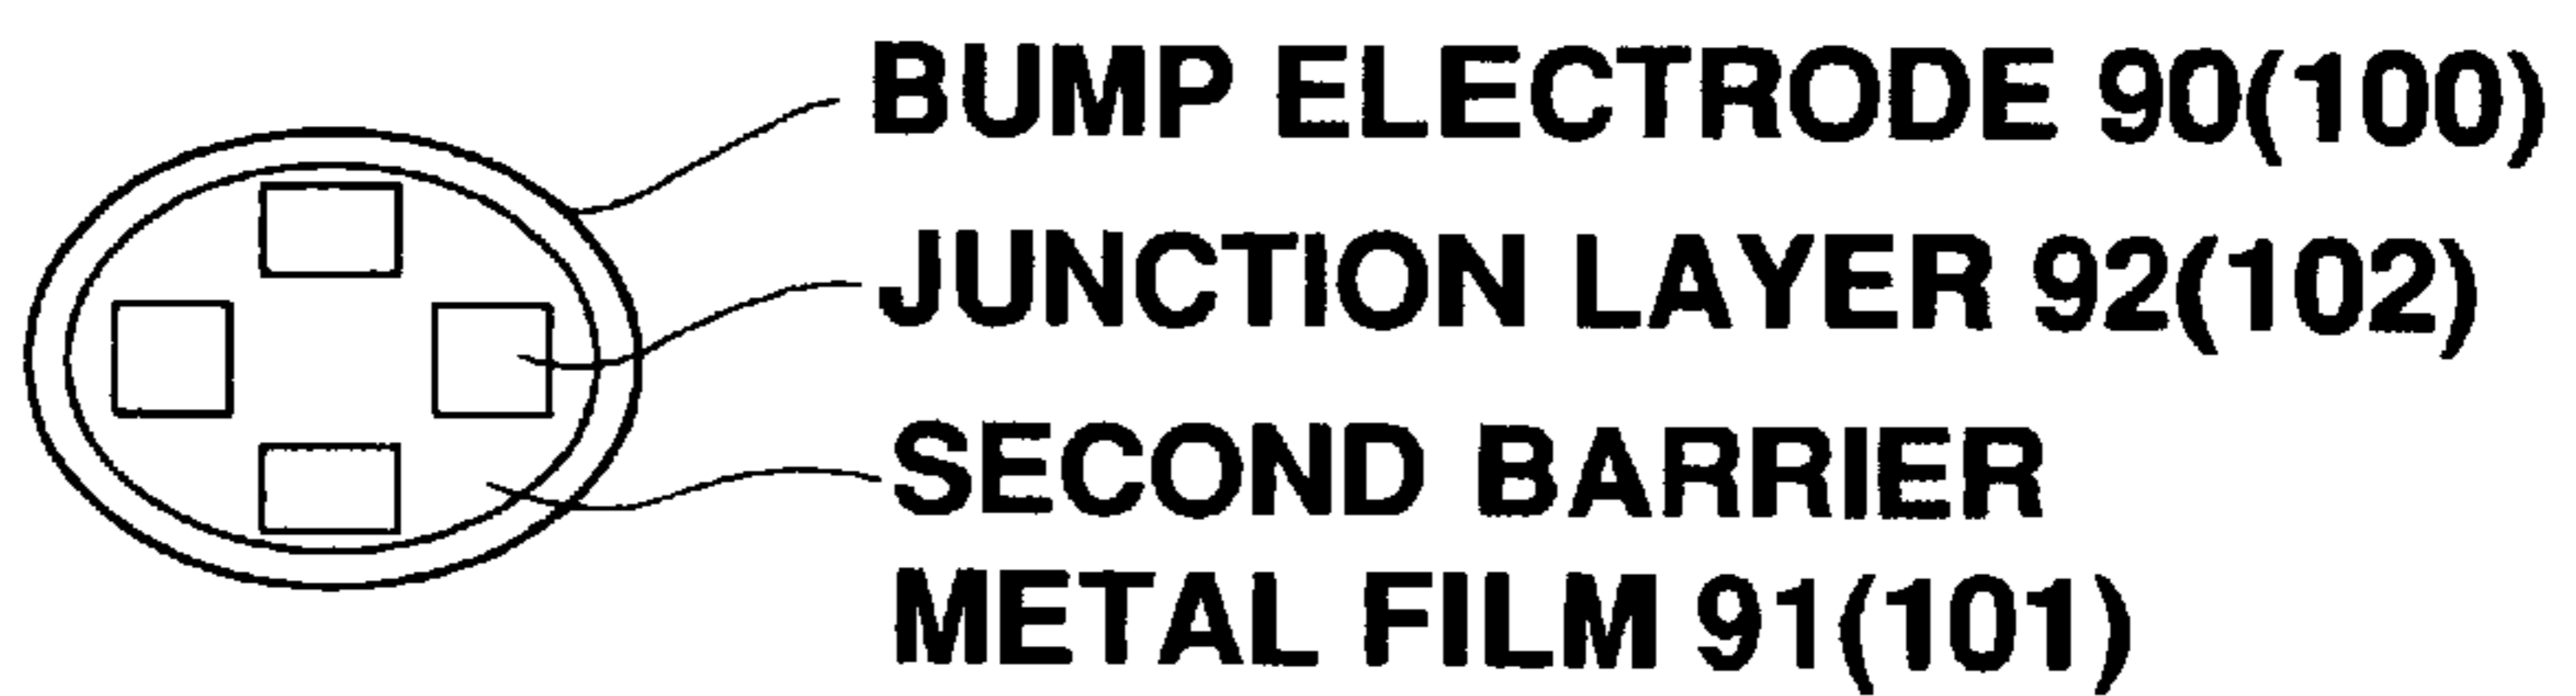 BUMP ELECTRODE 90(100)
JUNCTION LAYER 92(102)
SECOND BARRIER
METAL FILM 91(101)